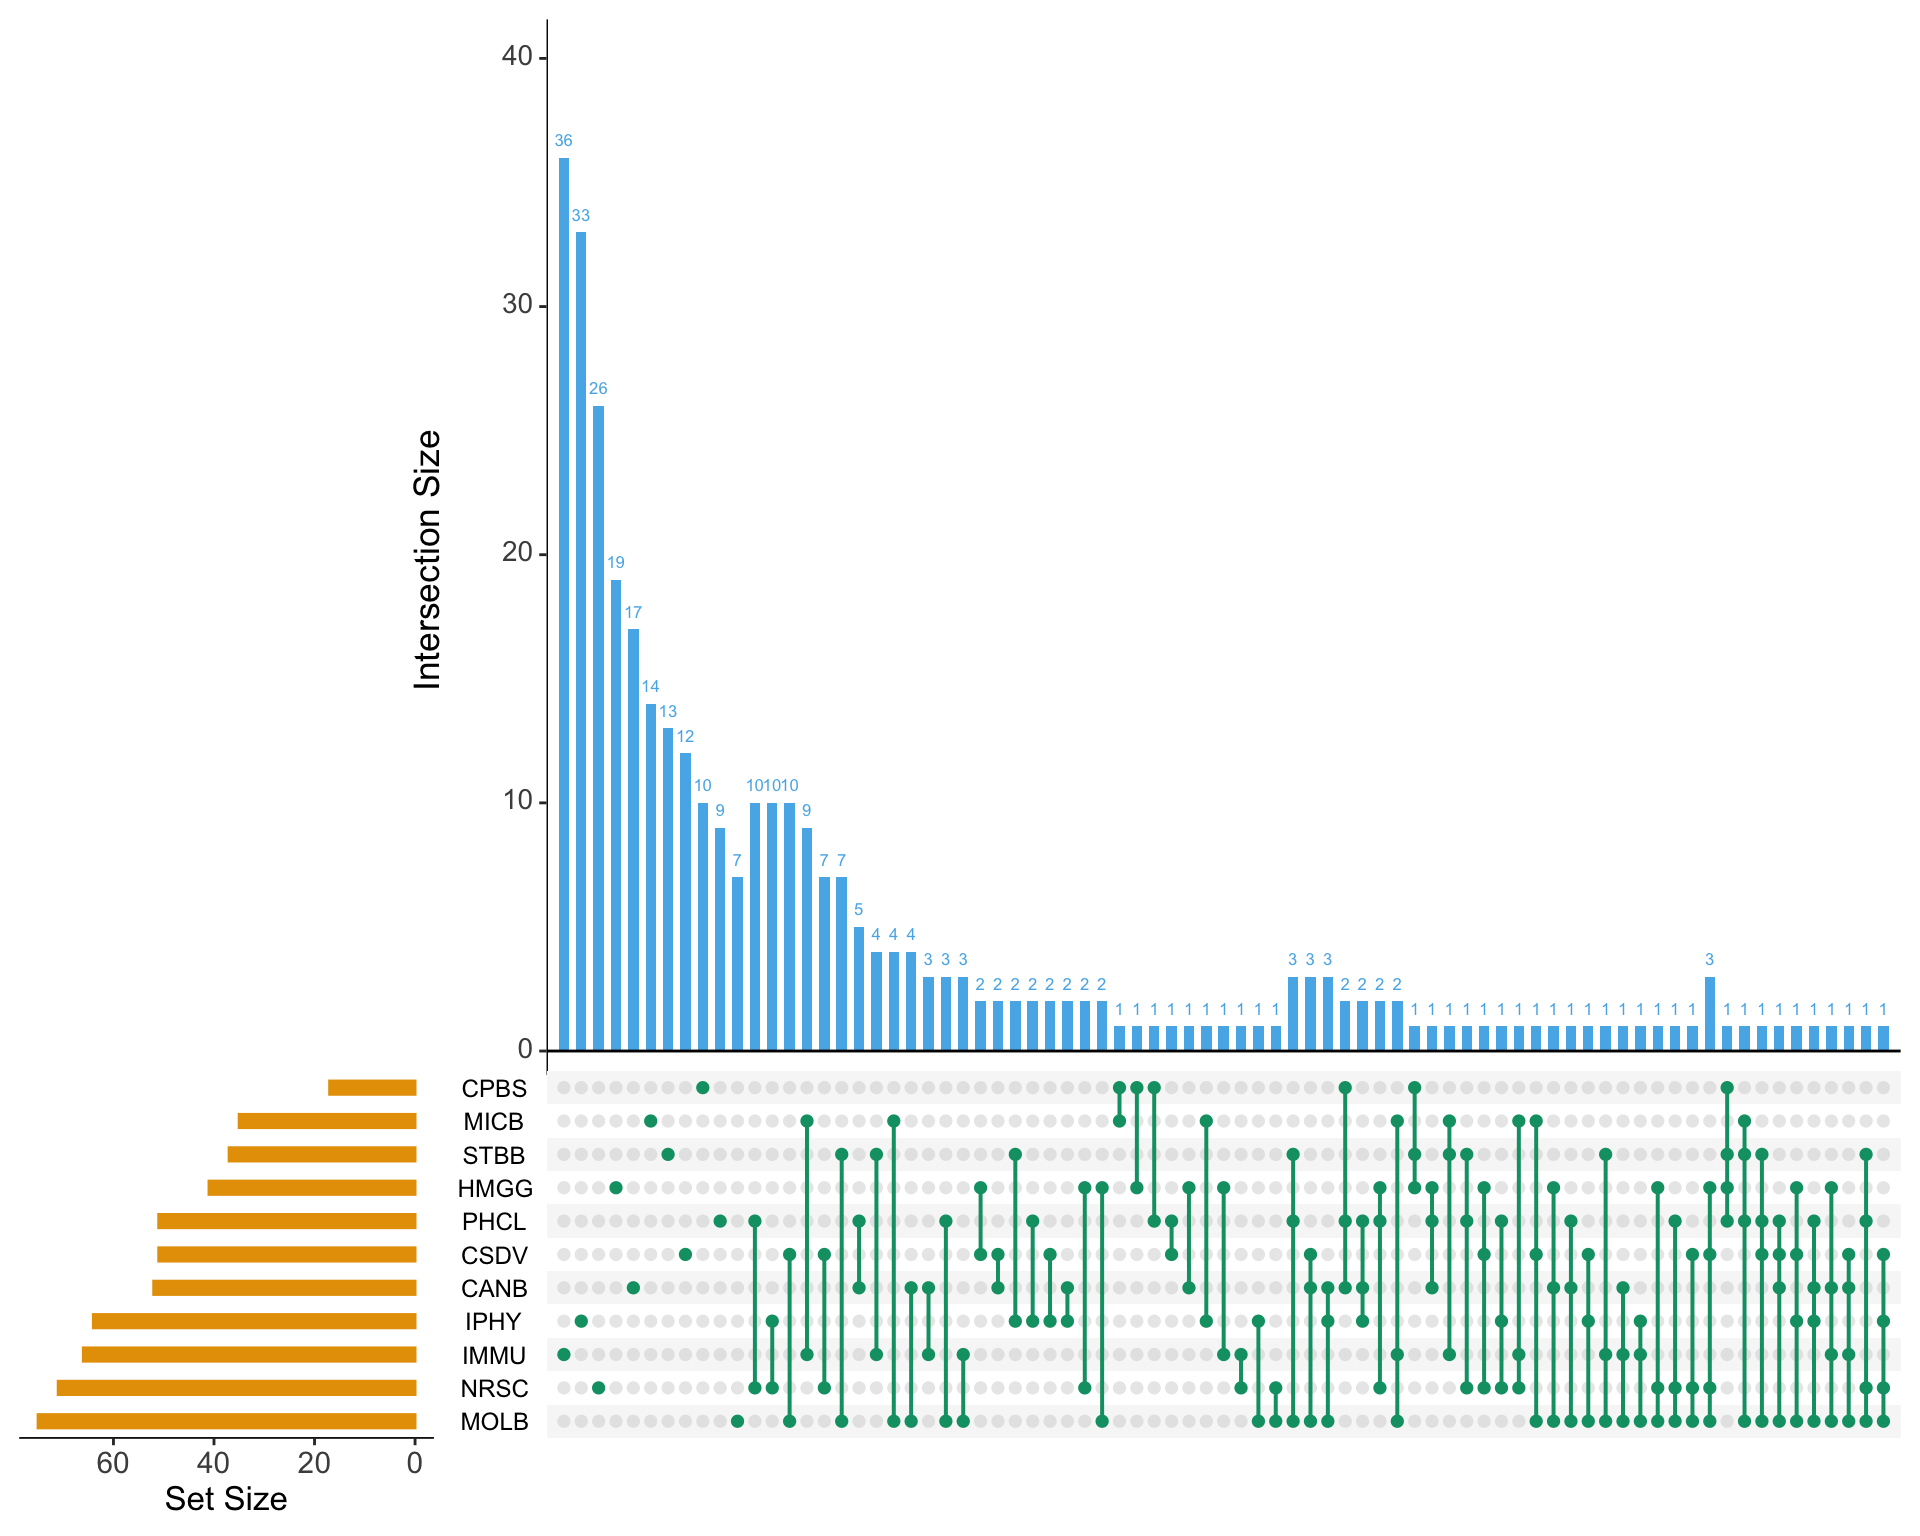 40
30
20
10
0
Intersection Size
36
33
26
19
17
14
13
12
10
9
7
10 10 10
9
7 7
5
4 4 4
3 3 3
2 2 2 2 2 2 2 2
1 1 1 1 1 1 1 1 1 1
3 3 3
2 2 2 2
1 1 1 1 1 1 1 1 1 1 1 1 1 1 1 1 1
3
1 1 1 1 1 1 1 1 1 1
CPBS
MICB
STBB
HMGG
PHCL
CSDV
CANB
IPHY
IMMU
NRSC
MOLB
60 40 20 0
Set Size